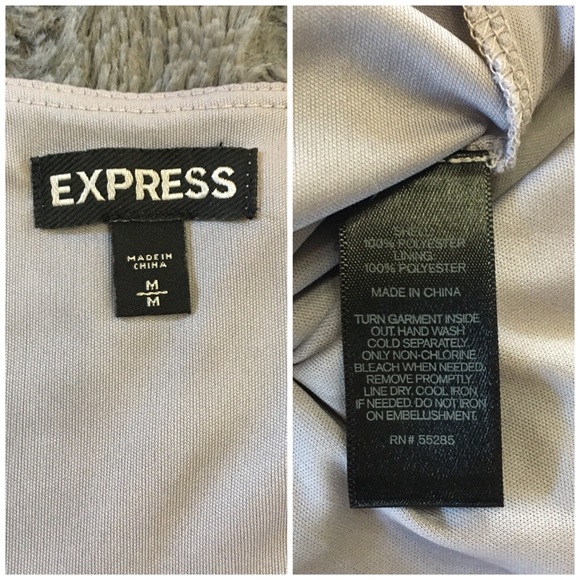 EXPRESS
MADE IN
CHINA
M
M
SHELL:
100% POLYESTER
LINING:
100% POLYESTER
MADE IN CHINA
TURN GARMENT INSIDE
OUT. HAND WASH
COLD SEPARATELY.
ONLY NON-CHLORINE
BLEACH WHEN NEEDED.
REMOVE PROMPTLY.
LINE DRY. COOL IRON
IF NEEDED. DO NOT IRON
ON EMBELLISHMENT.
RN# 55285